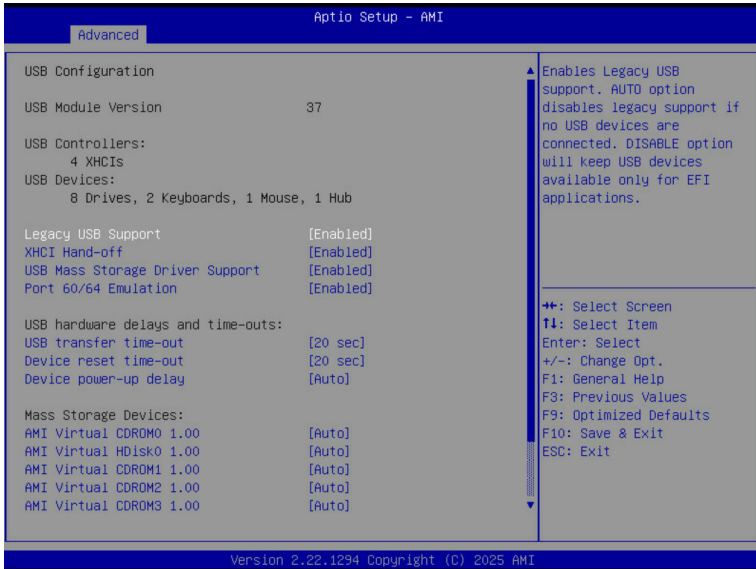 Aptio Setup – AMI
Advanced
USB Configuration
USB Module Version 37
USB Controllers:
4 XHCIs
USB Devices:
8 Drives, 2 Keyboards, 1 Mouse, 1 Hub
Legacy USB Support [Enabled]
XHCI Hand-off [Enabled]
USB Mass Storage Driver Support [Enabled]
Port 60/64 Emulation [Enabled]
USB hardware delays and time-outs:
USB transfer time-out [20 sec]
Device reset time-out [20 sec]
Device power-up delay [Auto]
Mass Storage Devices:
AMI Virtual CDROM0 1.00 [Auto]
AMI Virtual HDisk0 1.00 [Auto]
AMI Virtual CDROM1 1.00 [Auto]
AMI Virtual CDROM2 1.00 [Auto]
AMI Virtual CDROM3 1.00 [Auto]
Enables Legacy USB
support. AUTO option
disables legacy support if
no USB devices are
connected. DISABLE option
will keep USB devices
available only for EFI
applications.
→←: Select Screen
↑↓: Select Item
Enter: Select
+/-: Change Opt.
F1: General Help
F3: Previous Values
F9: Optimized Defaults
F10: Save & Exit
ESC: Exit
Version 2.22.1294 Copyright (C) 2025 AMI